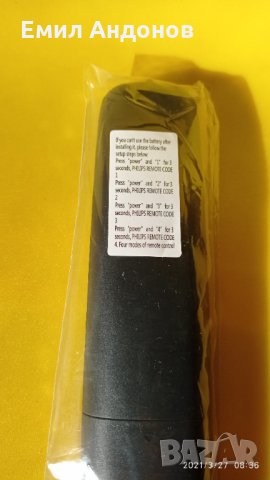 Емил Андонов
If you can't use the battery after
installing it, please follow the
setup steps below:
Press "power" and "1" for 3
seconds, PHILIPS REMOTE CODE
1
Press "power" and "2" for 3
seconds, PHILIPS REMOTE CODE
2
Press "power" and "3" for 3
seconds, PHILIPS REMOTE CODE
3
Press "power" and "4" for 3
seconds, PHILIPS REMOTE CODE
4. Four modes of remote control
BAZAR
2021/3/27 08:36